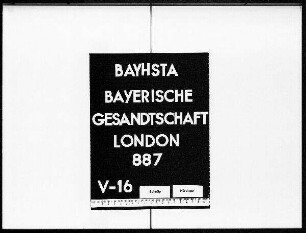 BAYHSTA
BAYERISCHE
GESANDTSCHAFT
LONDON
887
V-16